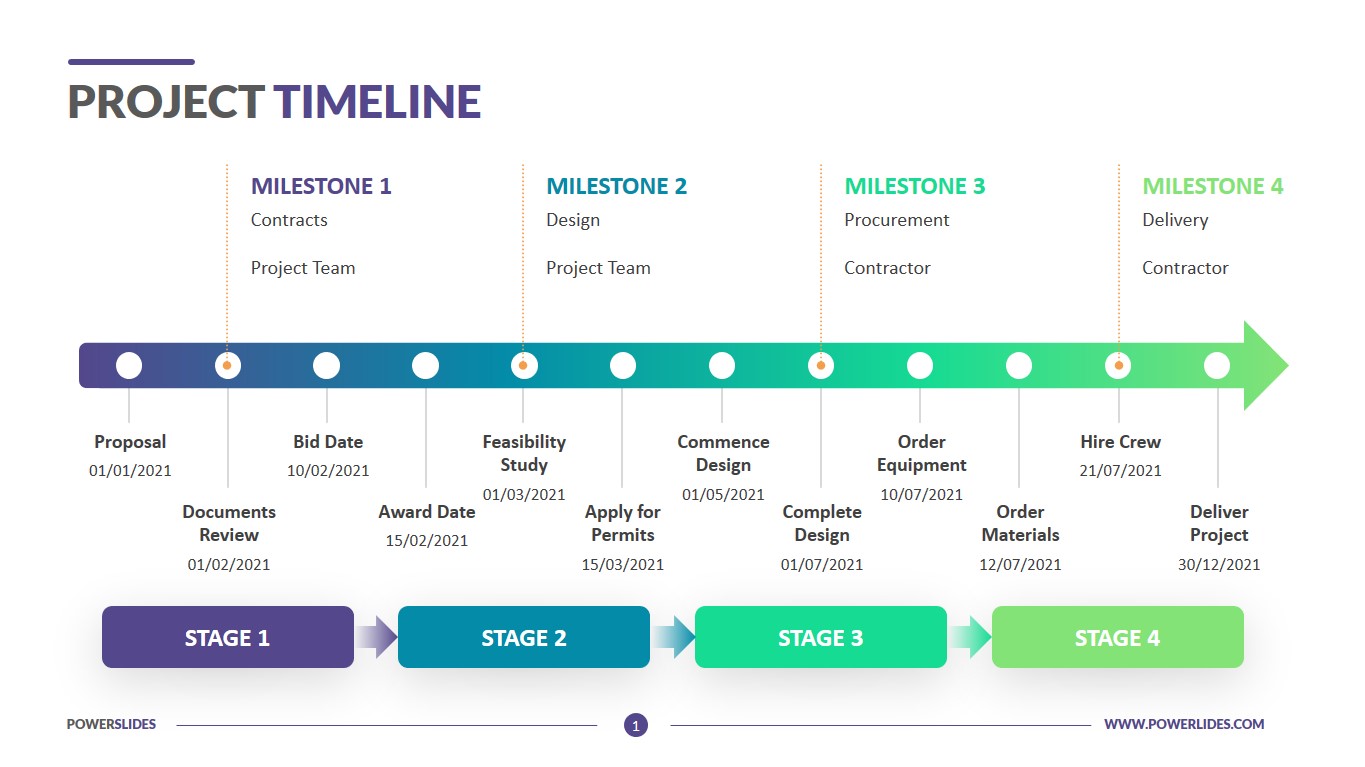 PROJECT TIMELINE
MILESTONE 1
Contracts
Project Team
MILESTONE 2
Design
Project Team
MILESTONE 3
Procurement
Contractor
MILESTONE 4
Delivery
Contractor
Proposal
01/01/2021
Documents
Review
01/02/2021
Bid Date
10/02/2021
Award Date
15/02/2021
Feasibility
Study
01/03/2021
Apply for
Permits
15/03/2021
Commence
Design
01/05/2021
Complete
Design
01/07/2021
Order
Equipment
10/07/2021
Order
Materials
12/07/2021
Hire Crew
21/07/2021
Deliver
Project
30/12/2021
STAGE 1
STAGE 2
STAGE 3
STAGE 4
POWERSLIDES
1
WWW.POWERLIDES.COM